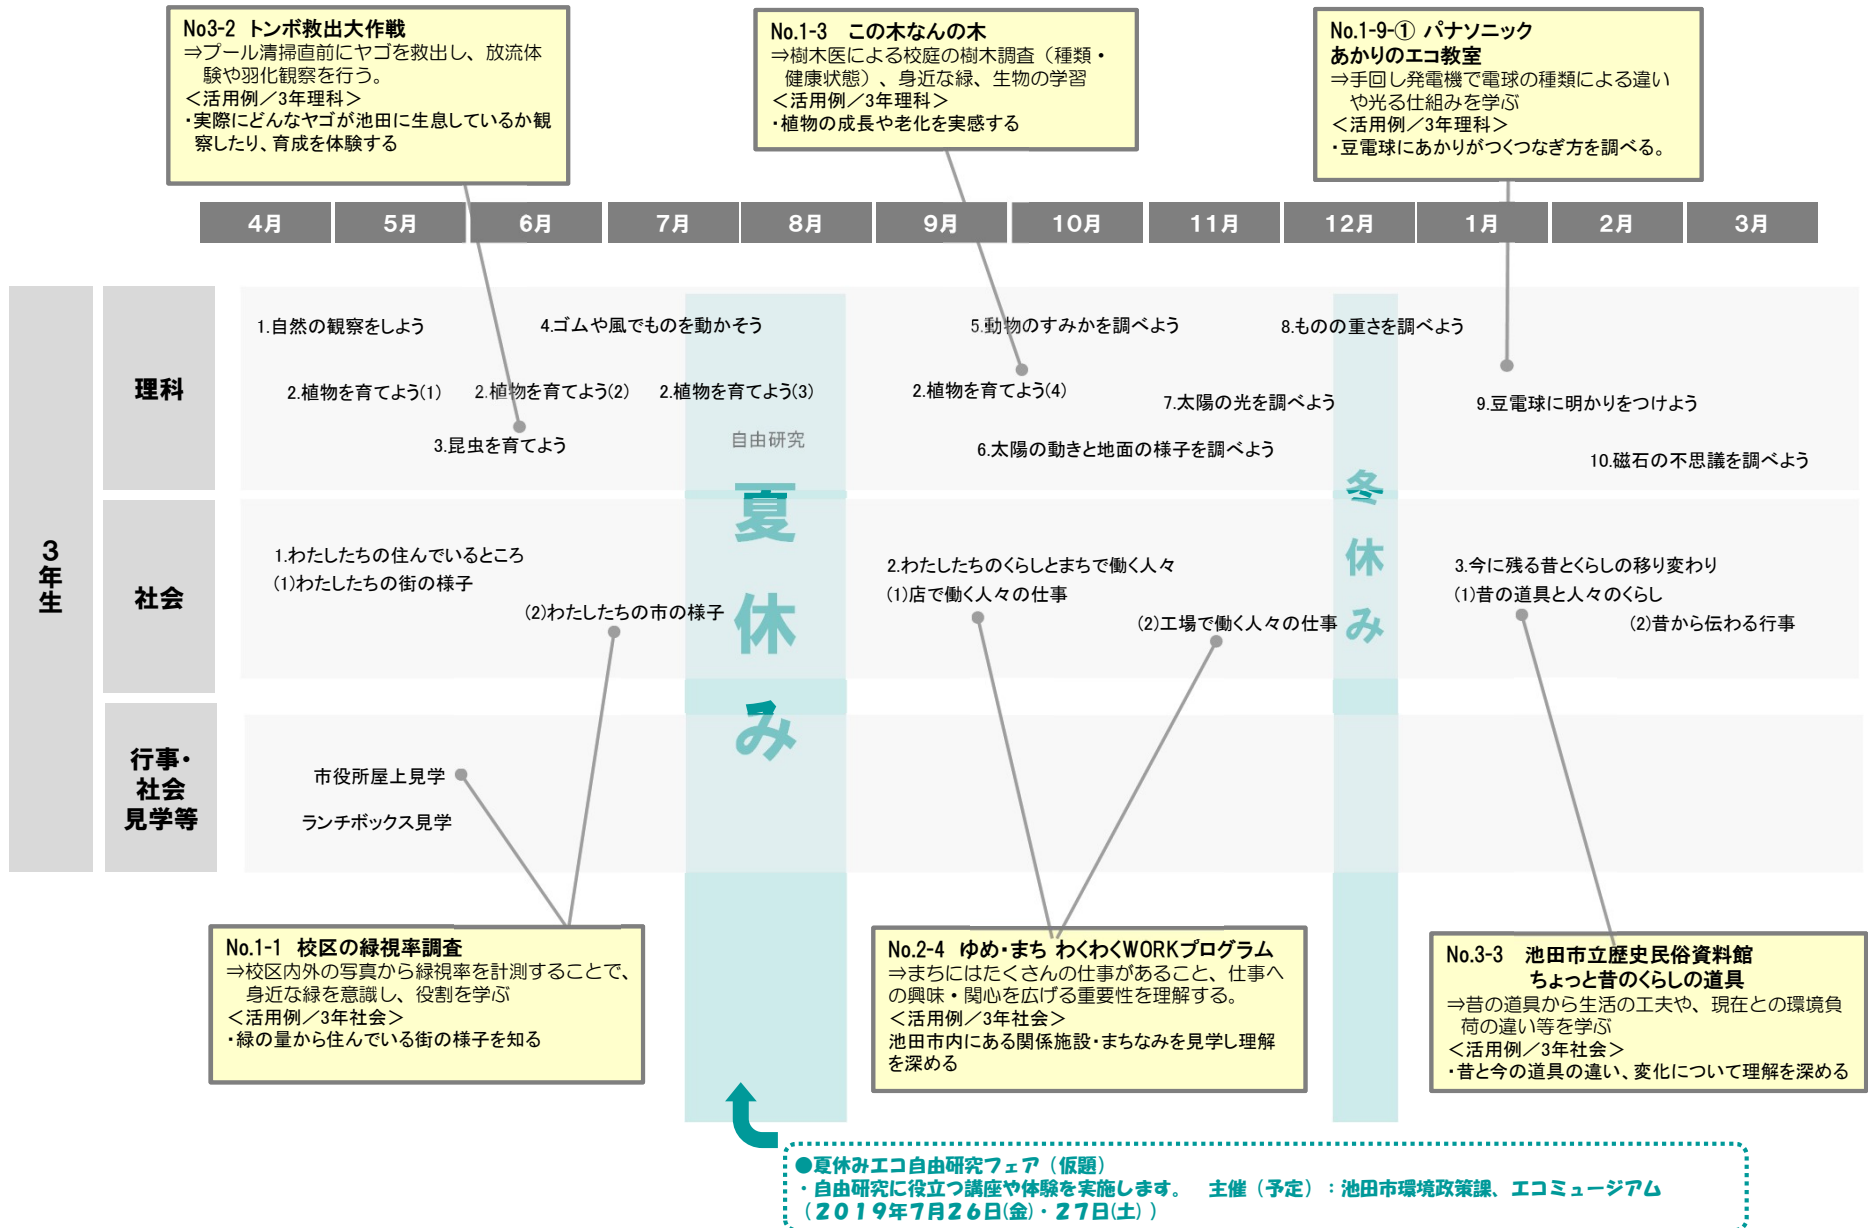 No3-2 トンボ救出大作戦
⇒プール清掃直前にヤゴを救出し、放流体
験や羽化観察を行う。
＜活用例／3年理科＞
・実際にどんなヤゴが池田に生息しているか観
察したり、育成を体験する
No.1-3 この木なんの木
⇒樹木医による校庭の樹木調査（種類・
健康状態）、身近な緑、生物の学習
＜活用例／3年理科＞
・植物の成長や老化を実感する
No.1-9-① パナソニック
あかりのエコ教室
⇒手回し発電機で電球の種類による違い
や光る仕組みを学ぶ
＜活用例／3年理科＞
・豆電球にあかりがつくつなぎ方を調べる。
4月 5月 6月 7月 8月 9月 10月 11月 12月 1月 2月 3月
3年生
理科
1.自然の観察をしよう
4.ゴムや風でものを動かそう
5.動物のすみかを調べよう
8.ものの重さを調べよう
2.植物を育てよう(1)
2.植物を育てよう(2)
2.植物を育てよう(3)
2.植物を育てよう(4)
7.太陽の光を調べよう
9.豆電球に明かりをつけよう
3.昆虫を育てよう
自由研究
6.太陽の動きと地面の様子を調べよう
10.磁石の不思議を調べよう
夏休み
冬休み
社会
1.わたしたちの住んでいるところ
(1)わたしたちの街の様子
(2)わたしたちの市の様子
2.わたしたちのくらしとまちで働く人々
(1)店で働く人々の仕事
(2)工場で働く人々の仕事
3.今に残る昔とくらしの移り変わり
(1)昔の道具と人々のくらし
(2)昔から伝わる行事
行事・
社会
見学等
市役所屋上見学
ランチボックス見学
No.1-1 校区の緑視率調査
⇒校区内外の写真から緑視率を計測することで、
身近な緑を意識し、役割を学ぶ
＜活用例／3年社会＞
・緑の量から住んでいる街の様子を知る
No.2-4 ゆめ・まち わくわくWORKプログラム
⇒まちにはたくさんの仕事があること、仕事へ
の興味・関心を広げる重要性を理解する。
＜活用例／3年社会＞
池田市内にある関係施設・まちなみを見学し理解
を深める
No.3-3 池田市立歴史民俗資料館
ちょっと昔のくらしの道具
⇒昔の道具から生活の工夫や、現在との環境負
荷の違い等を学ぶ
＜活用例／3年社会＞
・昔と今の道具の違い、変化について理解を深める
●夏休みエコ自由研究フェア（仮題）
・自由研究に役立つ講座や体験を実施します。 主催（予定）：池田市環境政策課、エコミュージアム
（２０１９年７月２６日(金)・２７日(土)）